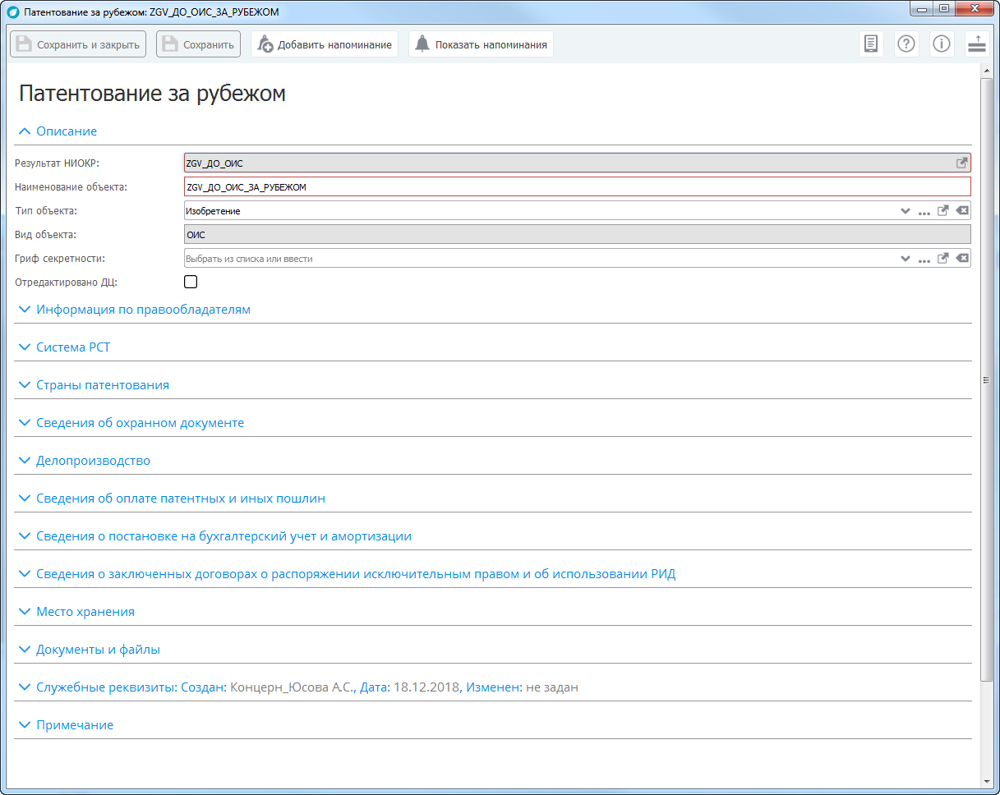 Патентование за рубежом: ZGV_ДО_ОИС_ЗА_РУБЕЖОМ
Сохранить и закрыть Сохранить Добавить напоминание Показать напоминания
Патентование за рубежом
Описание
Результат НИОКР: ZGV_ДО_ОИС
Наименование объекта: ZGV_ДО_ОИС_ЗА_РУБЕЖОМ
Тип объекта: Изобретение
Вид объекта: ОИС
Гриф секретности: Выбрать из списка или ввести
Отредактировано ДЦ:
Информация по правообладателям
Система РСТ
Страны патентования
Сведения об охранном документе
Делопроизводство
Сведения об оплате патентных и иных пошлин
Сведения о постановке на бухгалтерский учет и амортизации
Сведения о заключенных договорах о распоряжении исключительным правом и об использовании РИД
Место хранения
Документы и файлы
Служебные реквизиты: Создан: Концерн_Юсова А.С., Дата: 18.12.2018, Изменен: не задан
Примечание